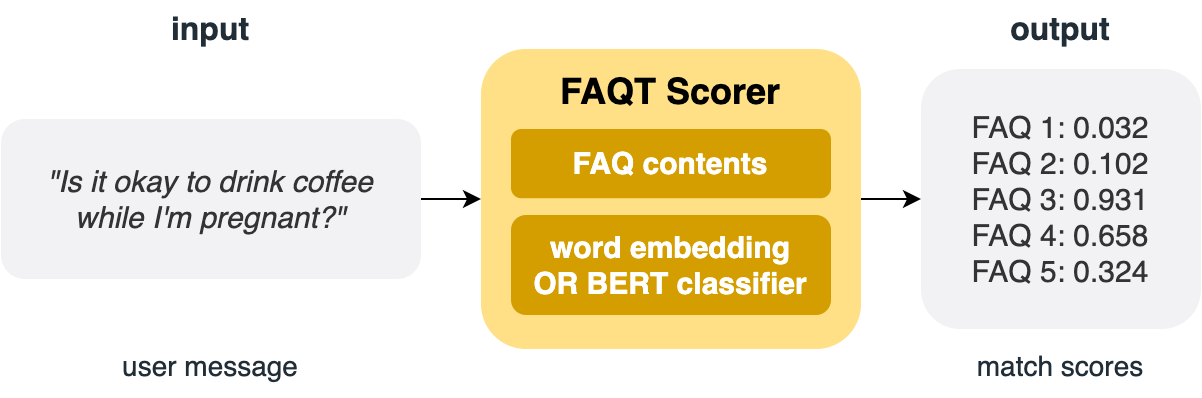 input
output
FAQT Scorer
FAQ contents
word embedding
OR BERT classifier
"Is it okay to drink coffee
while I'm pregnant?"
FAQ 1: 0.032
FAQ 2: 0.102
FAQ 3: 0.931
FAQ 4: 0.658
FAQ 5: 0.324
user message
match scores